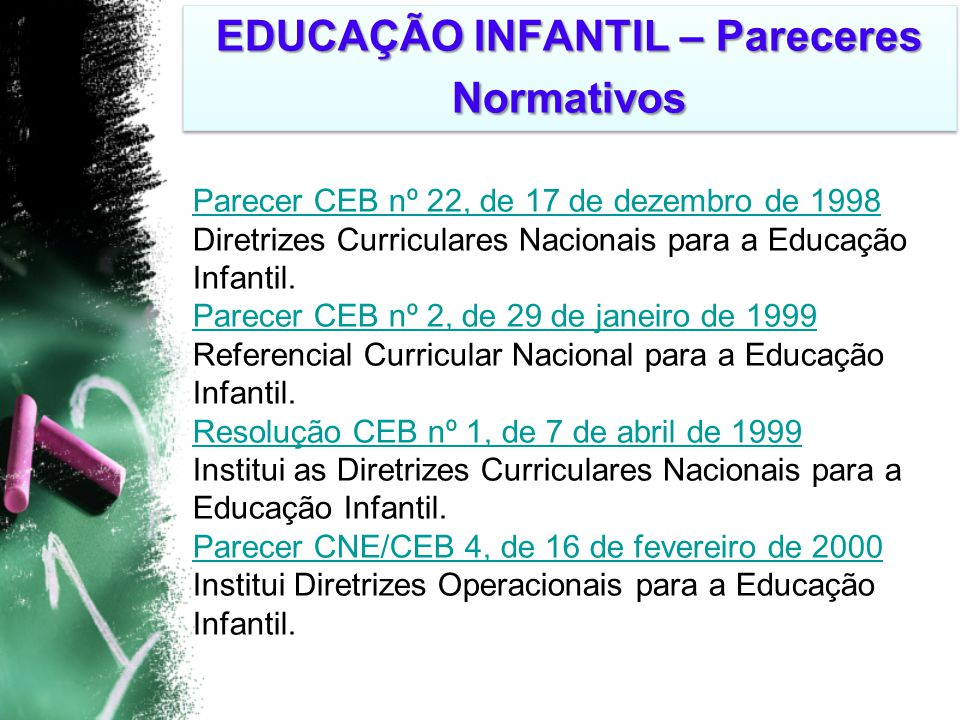 EDUCAÇÃO INFANTIL – Pareceres
Normativos
Parecer CEB nº 22, de 17 de dezembro de 1998
Diretrizes Curriculares Nacionais para a Educação
Infantil.
Parecer CEB nº 2, de 29 de janeiro de 1999
Referencial Curricular Nacional para a Educação
Infantil.
Resolução CEB nº 1, de 7 de abril de 1999
Institui as Diretrizes Curriculares Nacionais para a
Educação Infantil.
Parecer CNE/CEB 4, de 16 de fevereiro de 2000
Institui Diretrizes Operacionais para a Educação
Infantil.